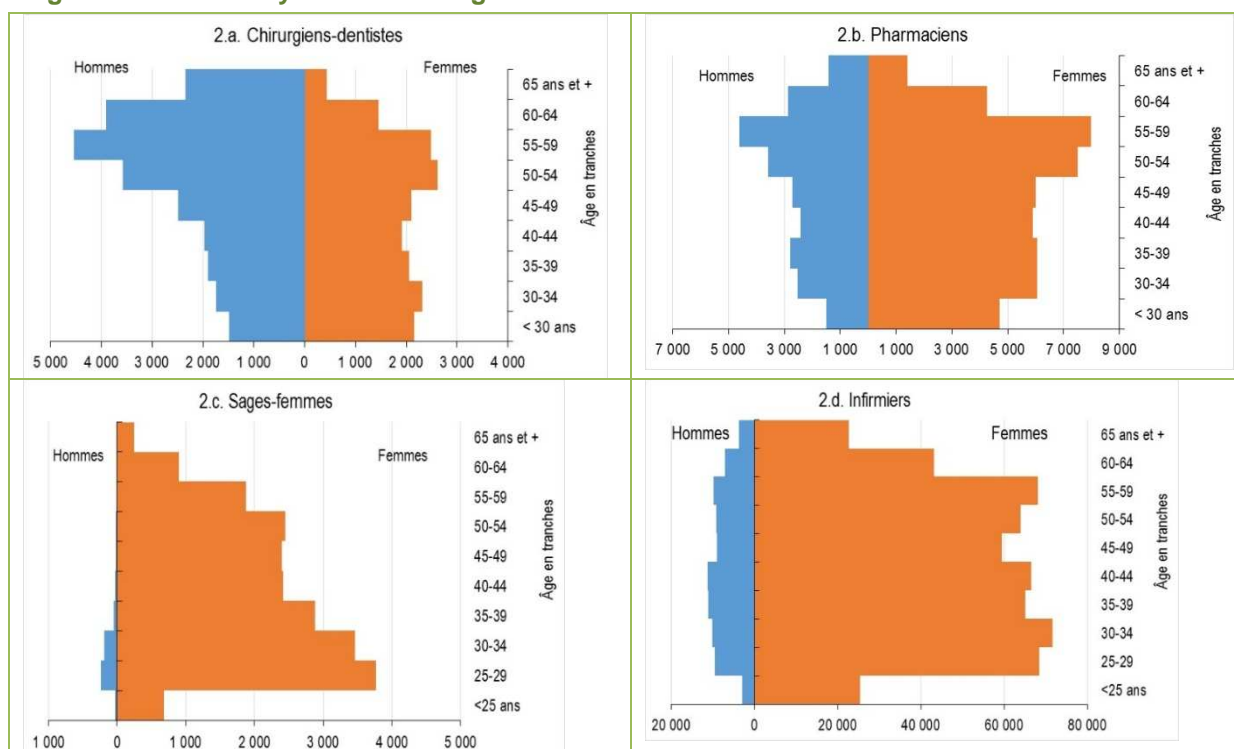 2.a. Chirurgiens-dentistes
Hommes
Femmes
65 ans et +
60-64
55-59
50-54
45-49
40-44
35-39
30-34
< 30 ans
Âge en tranches
5 000 4 000 3 000 2 000 1 000 0 1 000 2 000 3 000 4 000
2.b. Pharmaciens
Hommes
Femmes
65 ans et +
60-64
55-59
50-54
45-49
40-44
35-39
30-34
< 30 ans
Âge en tranches
7 000 5 000 3 000 1 000 1 000 3 000 5 000 7 000 9 000
2.c. Sages-femmes
Hommes
Femmes
65 ans et +
60-64
55-59
50-54
45-49
40-44
35-39
30-34
25-29
<25 ans
Âge en tranches
1 000 0 1 000 2 000 3 000 4 000 5 000
2.d. Infirmiers
Hommes
Femmes
65 ans et +
60-64
55-59
50-54
45-49
40-44
35-39
30-34
25-29
<25 ans
Âge en tranches
20 000 0 20 000 40 000 60 000 80 000